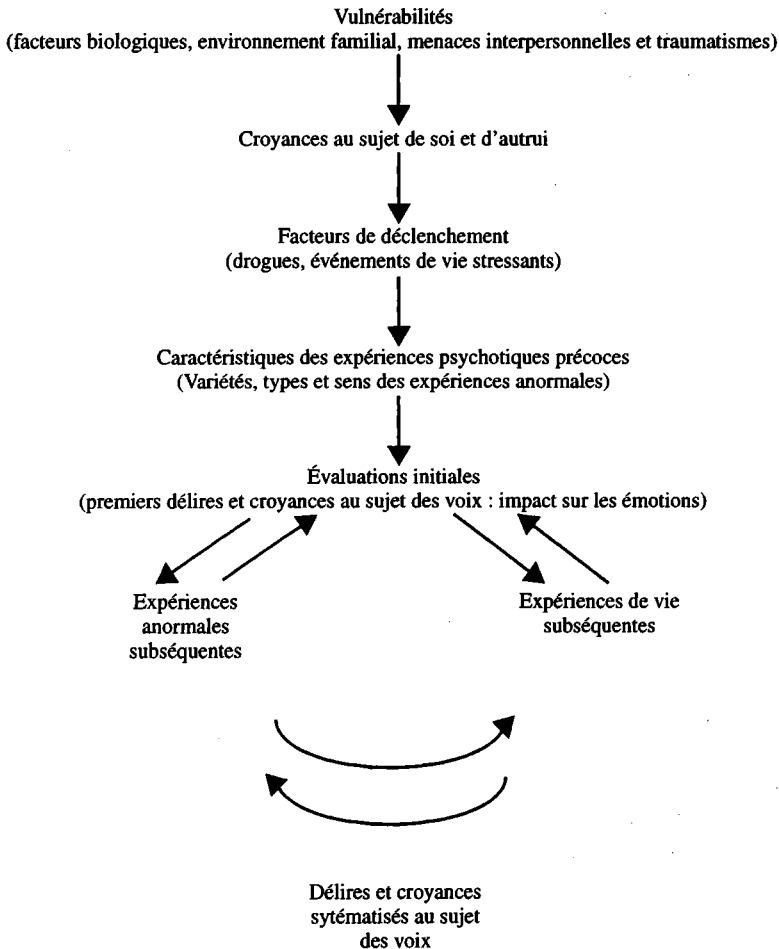 Vulnérabilités
(facteurs biologiques, environnement familial, menaces interpersonnelles et traumatismes)
Croyances au sujet de soi et d'autrui
Facteurs de déclenchement
(drogues, événements de vie stressants)
Caractéristiques des expériences psychotiques précoces
(Variétés, types et sens des expériences anormales)
Évaluations initiales
(premiers délires et croyances au sujet des voix : impact sur les émotions)
Expériences
anormales
subséquentes
Expériences de vie
subséquentes
Délires et croyances
sytématisés au sujet
des voix